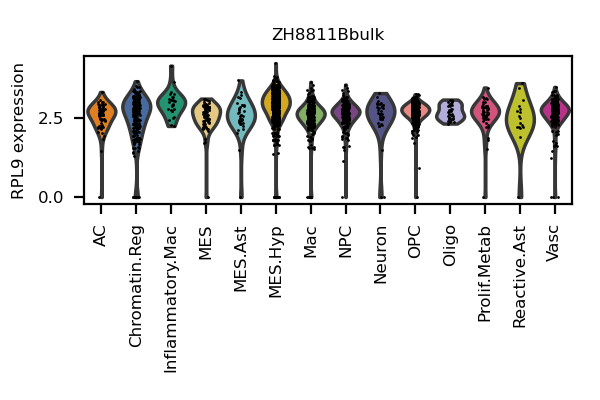 ZH8811Bbulk
RPL9 expression
2.5
0.0
AC
Chromatin.Reg
Inflammatory.Mac
MES
MES.Ast
MES.Hyp
Mac
NPC
Neuron
OPC
Oligo
Prolif.Metab
Reactive.Ast
Vasc